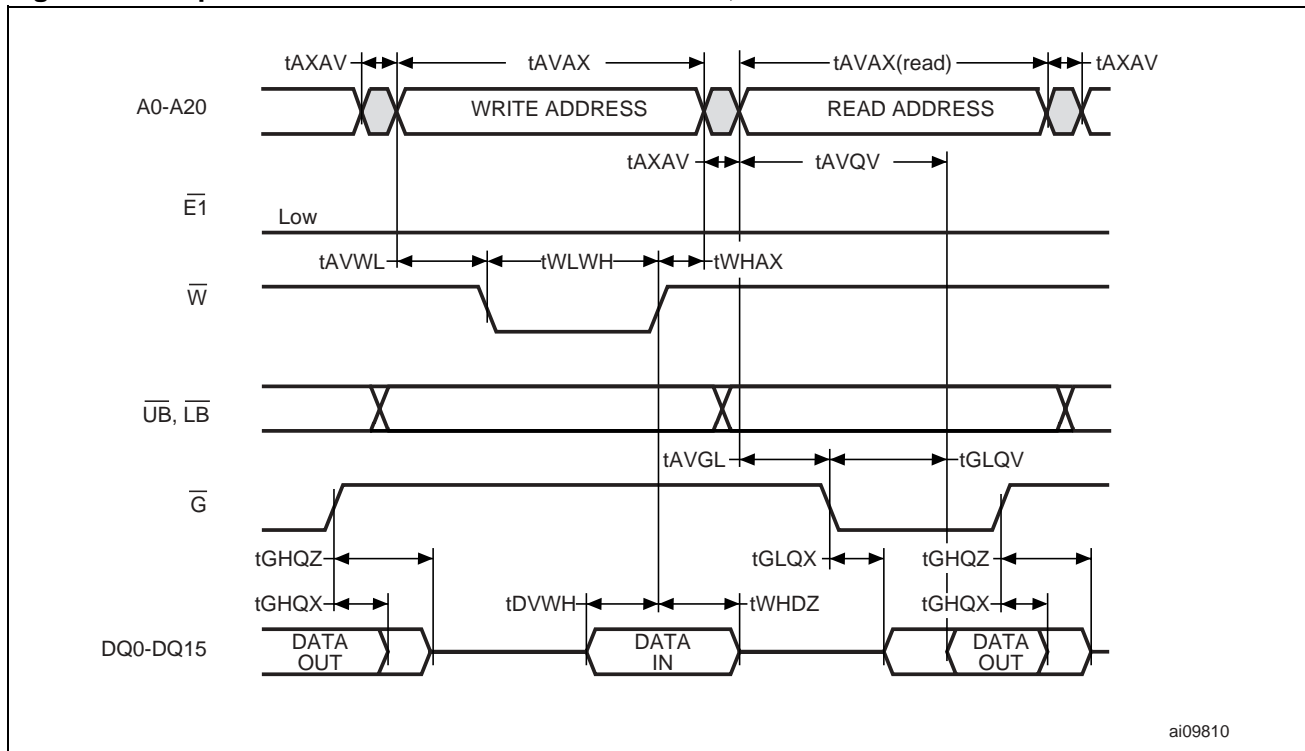 tAXAV tAVAX tAVAX(read) tAXAV
A0-A20 WRITE ADDRESS READ ADDRESS
tAXAV tAVQV
E1
Low
tAVWL tWLWH tWHAX
W
UB, LB
tAVGL tGLQV
G
tGHQZ tGLQX tGHQZ
tGHQX tDVWH tWHDZ tGHQX
DQ0-DQ15 DATA OUT DATA IN DATA OUT
ai09810